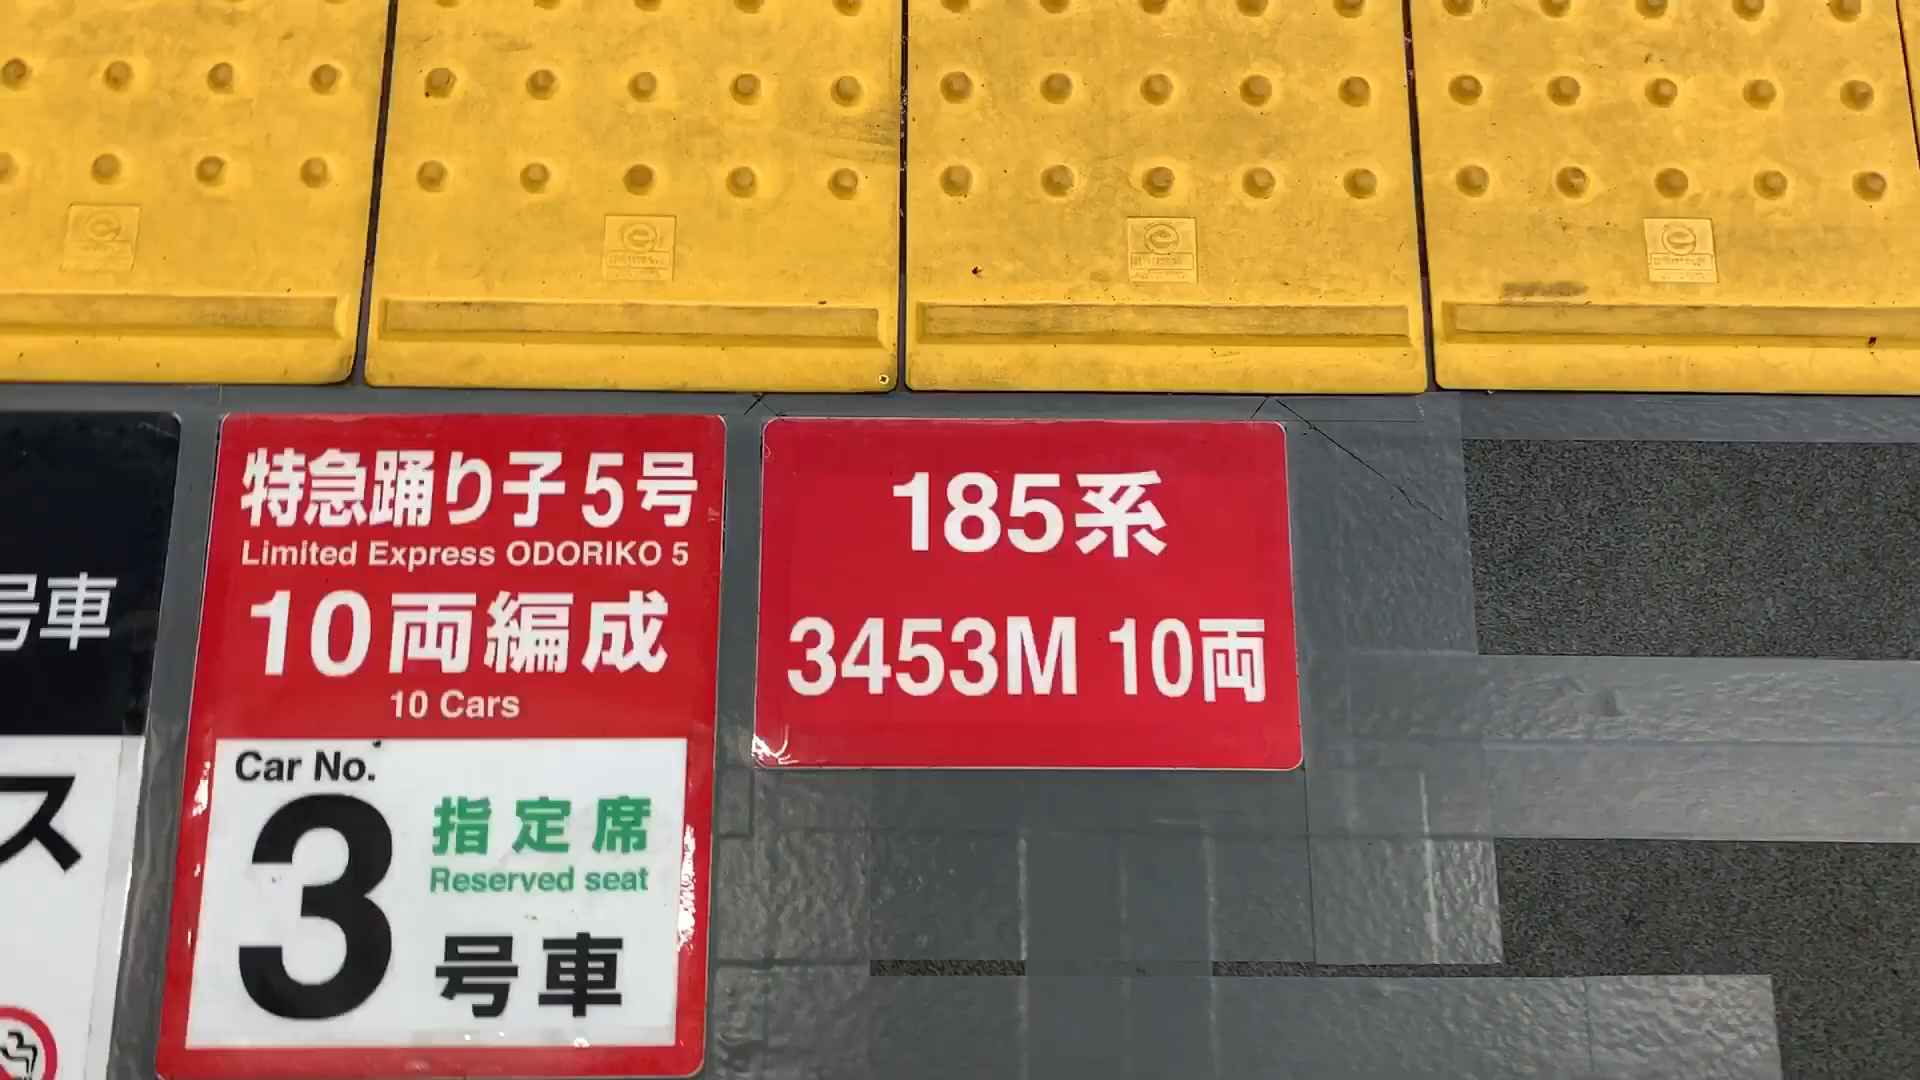 号車
ス
特急踊り子5号
Limited Express ODORIKO 5
10両編成
10 Cars
Car No.
3
指定席
Reserved seat
号車
185系
3453M 10両